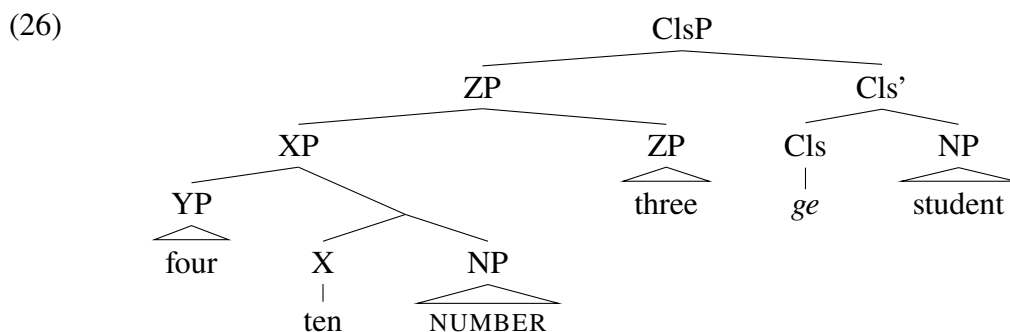 (26) ClsP
ZP Cls’
XP ZP Cls NP
YP three ge student
four X NP
ten NUMBER